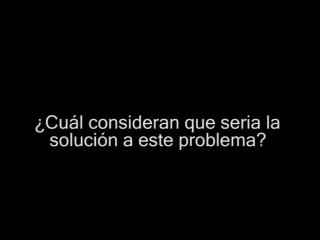 ¿Cuál consideran que seria la
solución a este problema?